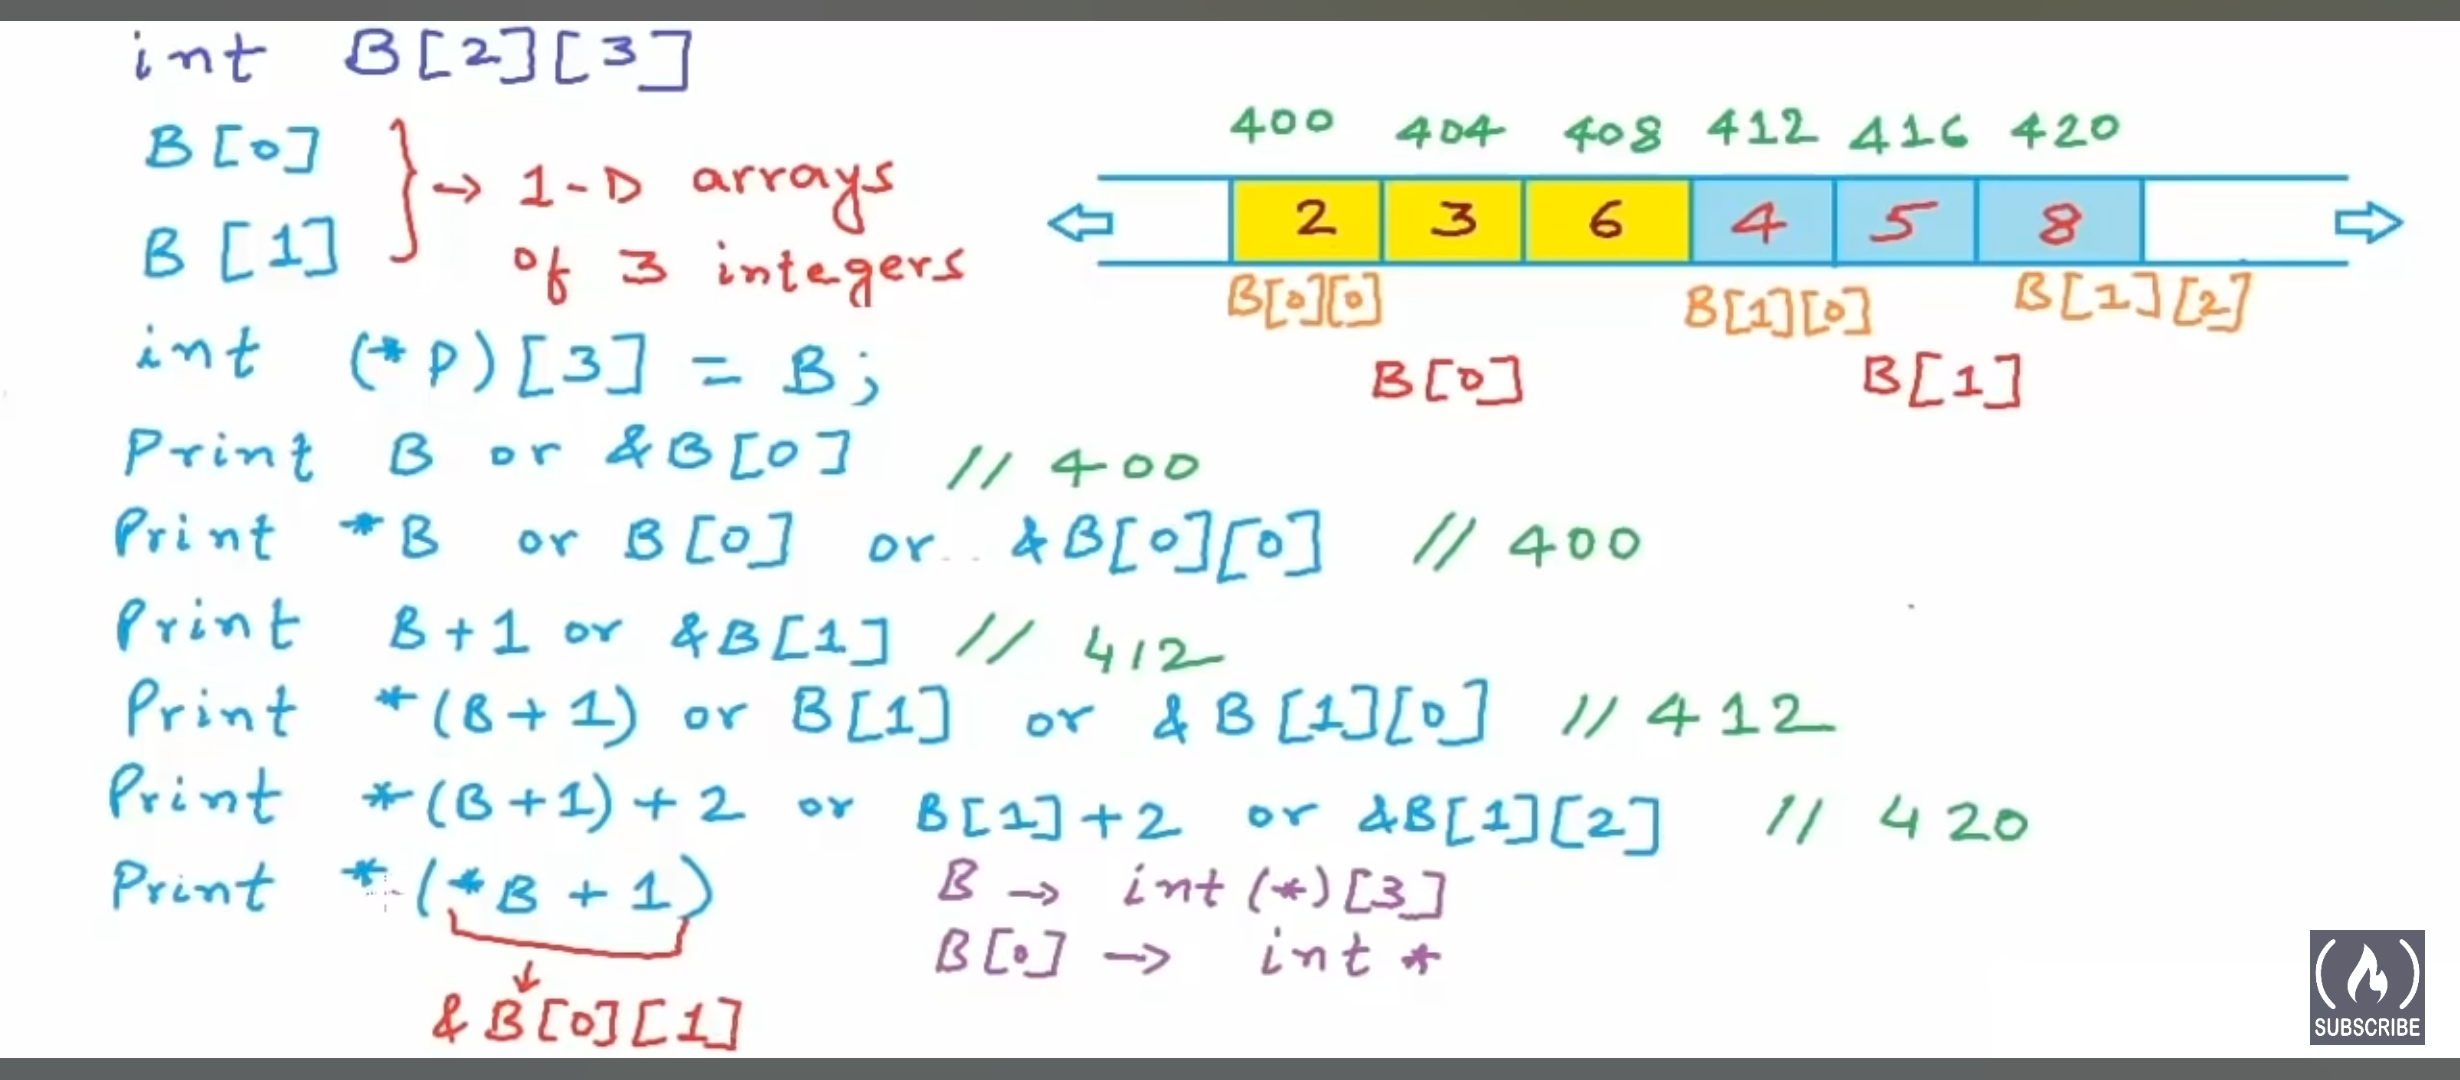 int B[2][3]
B[0]
B[1]
} → 1-D arrays
of 3 integers
400 404 408 412 416 420
2 3 6 4 5 8
B[0][0] B[1][0] B[1][2]
B[0] B[1]
int (*P)[3] = B;
Print B or &B[0] // 400
Print *B or B[0] or &B[0][0] // 400
Print B+1 or &B[1] // 412
Print *(B+1) or B[1] or &B[1][0] // 412
Print *(B+1)+2 or B[1]+2 or &B[1][2] // 420
Print *(*B+1)
&B[0][1]
B → int(*)[3]
B[0] → int *
SUBSCRIBE